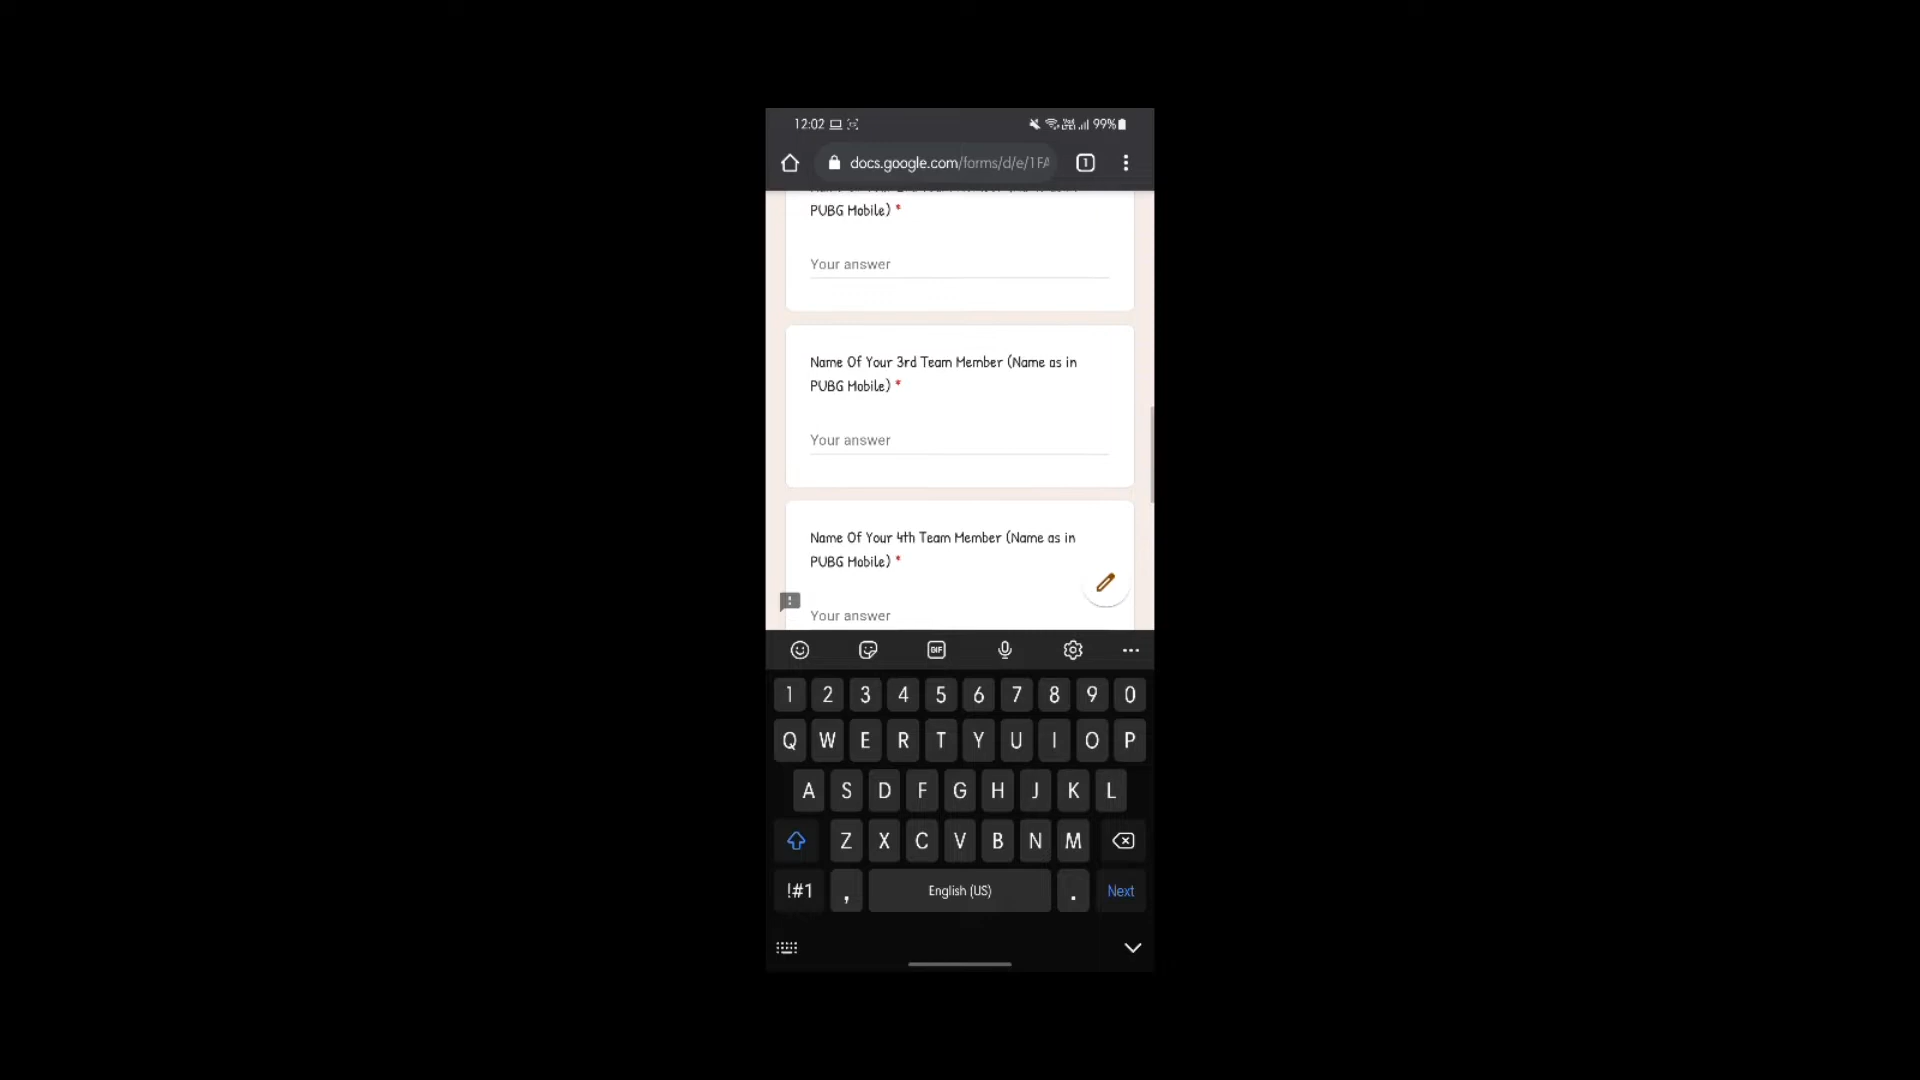 12:02 99%
docs.google.com/forms/d/e/1FA 1
PUBG Mobile) *
Your answer
Name Of Your 3rd Team Member (Name as in
PUBG Mobile) *
Your answer
Name Of Your 4th Team Member (Name as in
PUBG Mobile) *
Your answer
GIF
1 2 3 4 5 6 7 8 9 0
Q W E R T Y U I O P
A S D F G H J K L
Z X C V B N M
!#1 , English (US) . Next